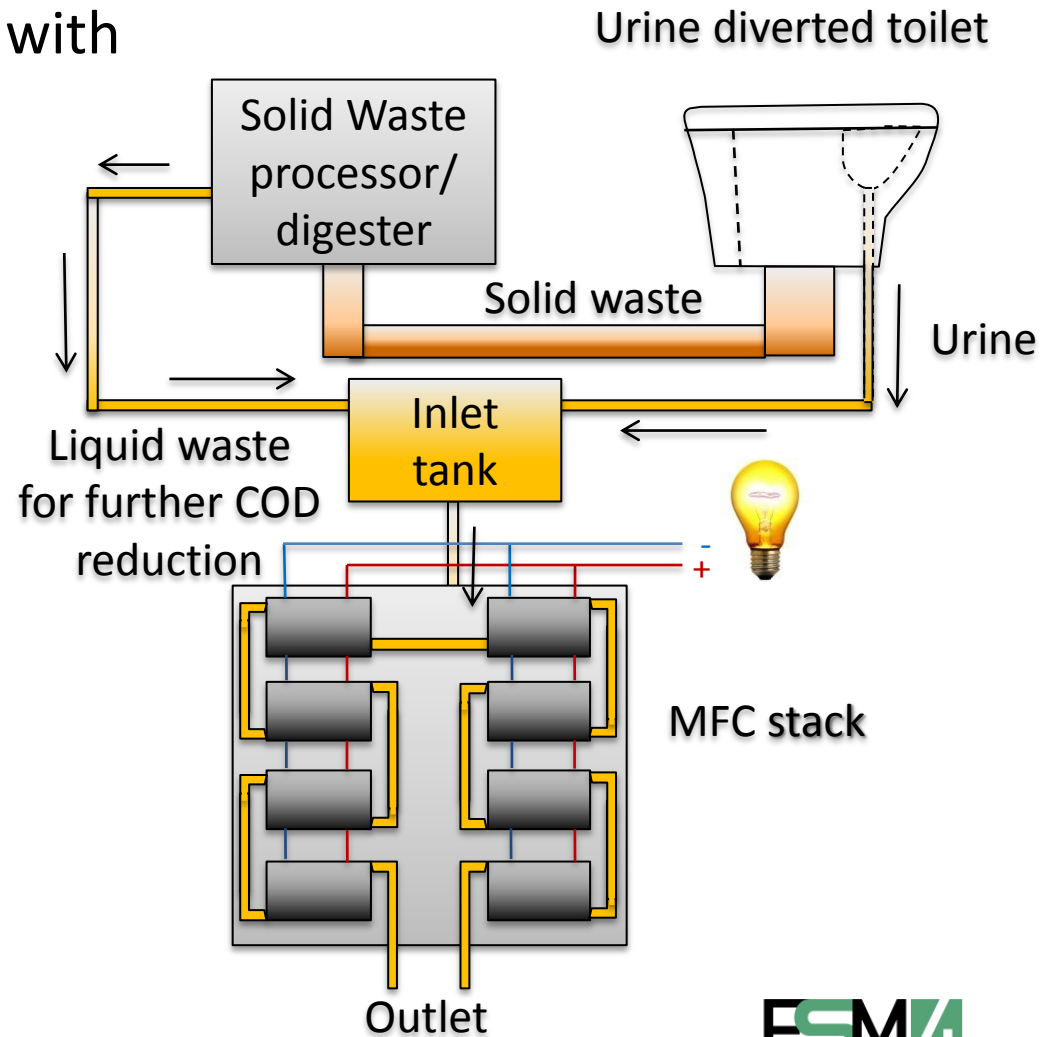 with
Urine diverted toilet
Solid Waste
processor/
digester
Solid waste
Urine
Inlet
tank
Liquid waste
for further COD
reduction
-
+
MFC stack
Outlet
FSM4